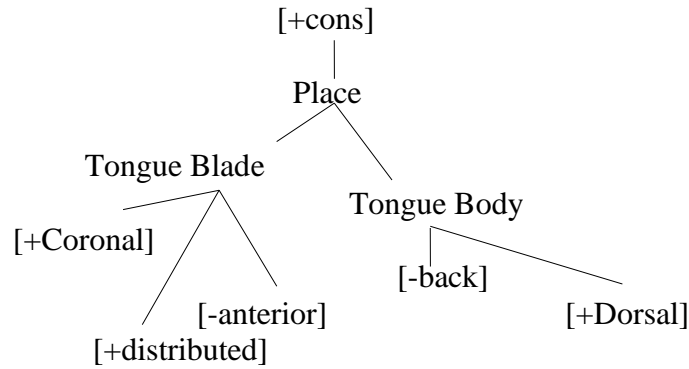 [+cons]
Place
Tongue Blade
Tongue Body
[+Coronal]
[-back]
[-anterior]
[+Dorsal]
[+distributed]